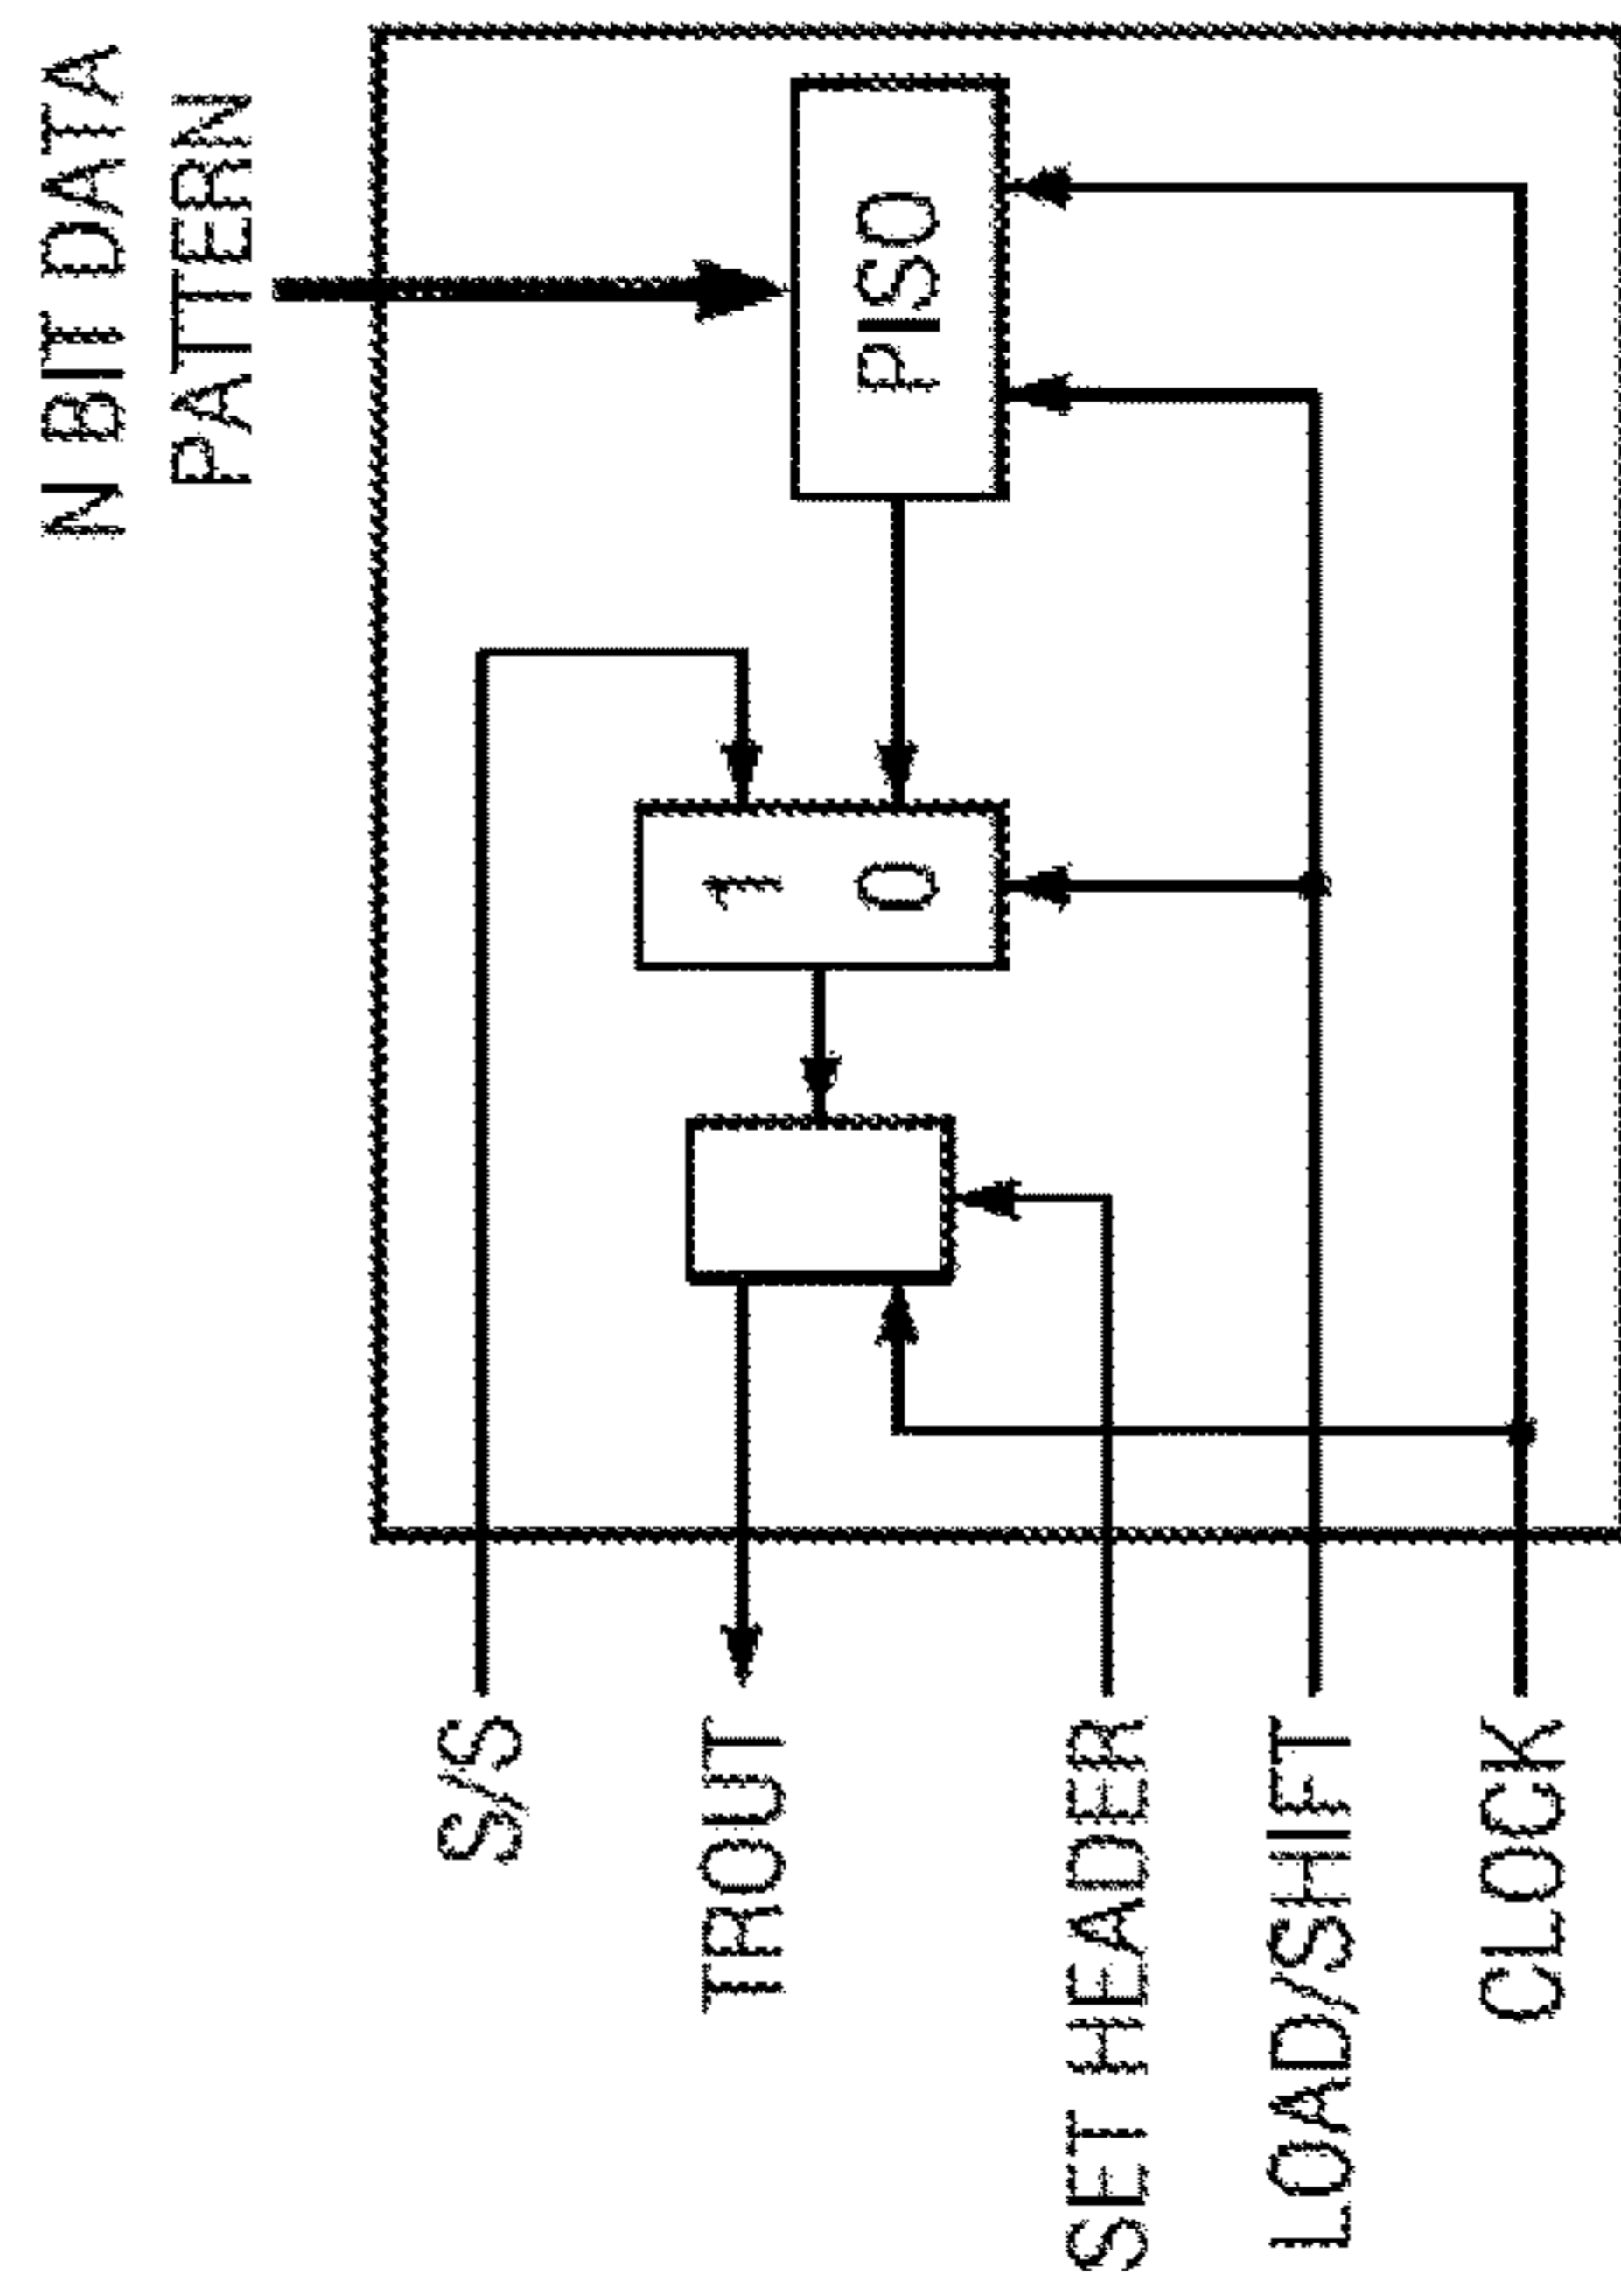 N BIT DATA
PATTERN
PISO
1
0
S/S
TROUT
SET HEADER
LOAD/SHIFT
CLOCK